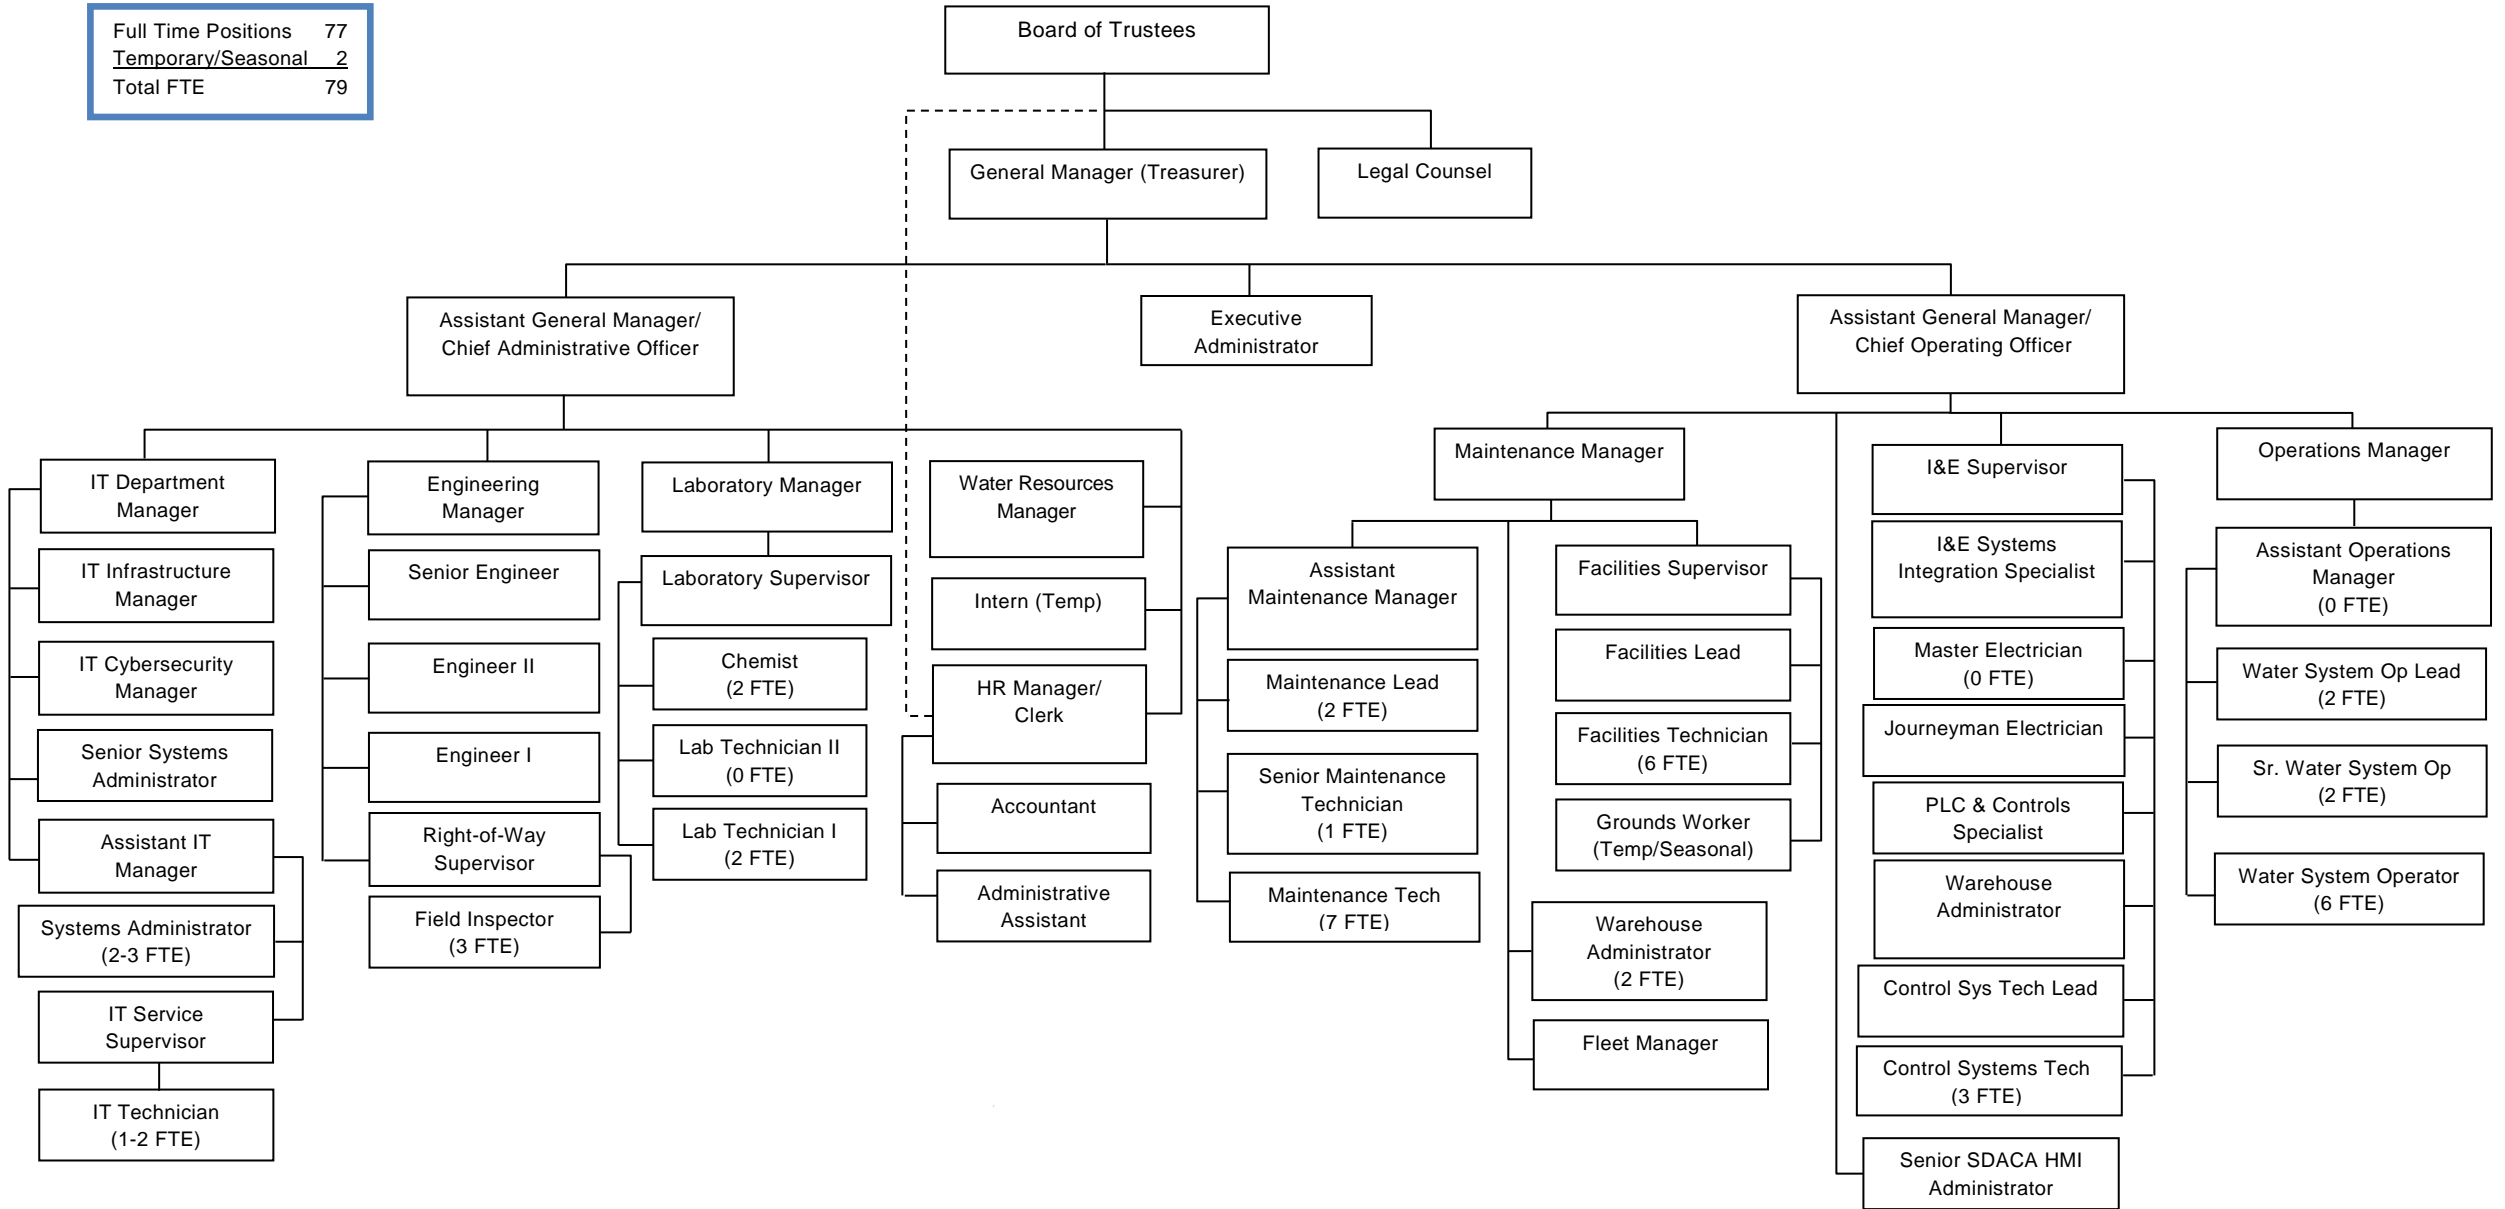 Full Time Positions 77
Temporary/Seasonal 2
Total FTE 79
Board of Trustees
General Manager (Treasurer)
Legal Counsel
Assistant General Manager/
Chief Administrative Officer
Executive
Administrator
Assistant General Manager/
Chief Operating Officer
IT Department
Manager
IT Infrastructure
Manager
IT Cybersecurity
Manager
Senior Systems
Administrator
Assistant IT
Manager
Systems Administrator
(2-3 FTE)
IT Service
Supervisor
IT Technician
(1-2 FTE)
Engineering
Manager
Senior Engineer
Engineer II
Engineer I
Right-of-Way
Supervisor
Field Inspector
(3 FTE)
Laboratory Manager
Laboratory Supervisor
Chemist
(2 FTE)
Lab Technician II
(0 FTE)
Lab Technician I
(2 FTE)
Water Resources
Manager
Intern (Temp)
HR Manager/
Clerk
Accountant
Administrative
Assistant
Maintenance Manager
Assistant
Maintenance Manager
Maintenance Lead
(2 FTE)
Senior Maintenance
Technician
(1 FTE)
Maintenance Tech
(7 FTE)
Facilities Supervisor
Facilities Lead
Facilities Technician
(6 FTE)
Grounds Worker
(Temp/Seasonal)
Warehouse
Administrator
(2 FTE)
Fleet Manager
I&E Supervisor
I&E Systems
Integration Specialist
Master Electrician
(0 FTE)
Journeyman Electrician
PLC & Controls
Specialist
Warehouse
Administrator
Control Sys Tech Lead
Control Systems Tech
(3 FTE)
Senior SDACA HMI
Administrator
Operations Manager
Assistant Operations
Manager
(0 FTE)
Water System Op Lead
(2 FTE)
Sr. Water System Op
(2 FTE)
Water System Operator
(6 FTE)